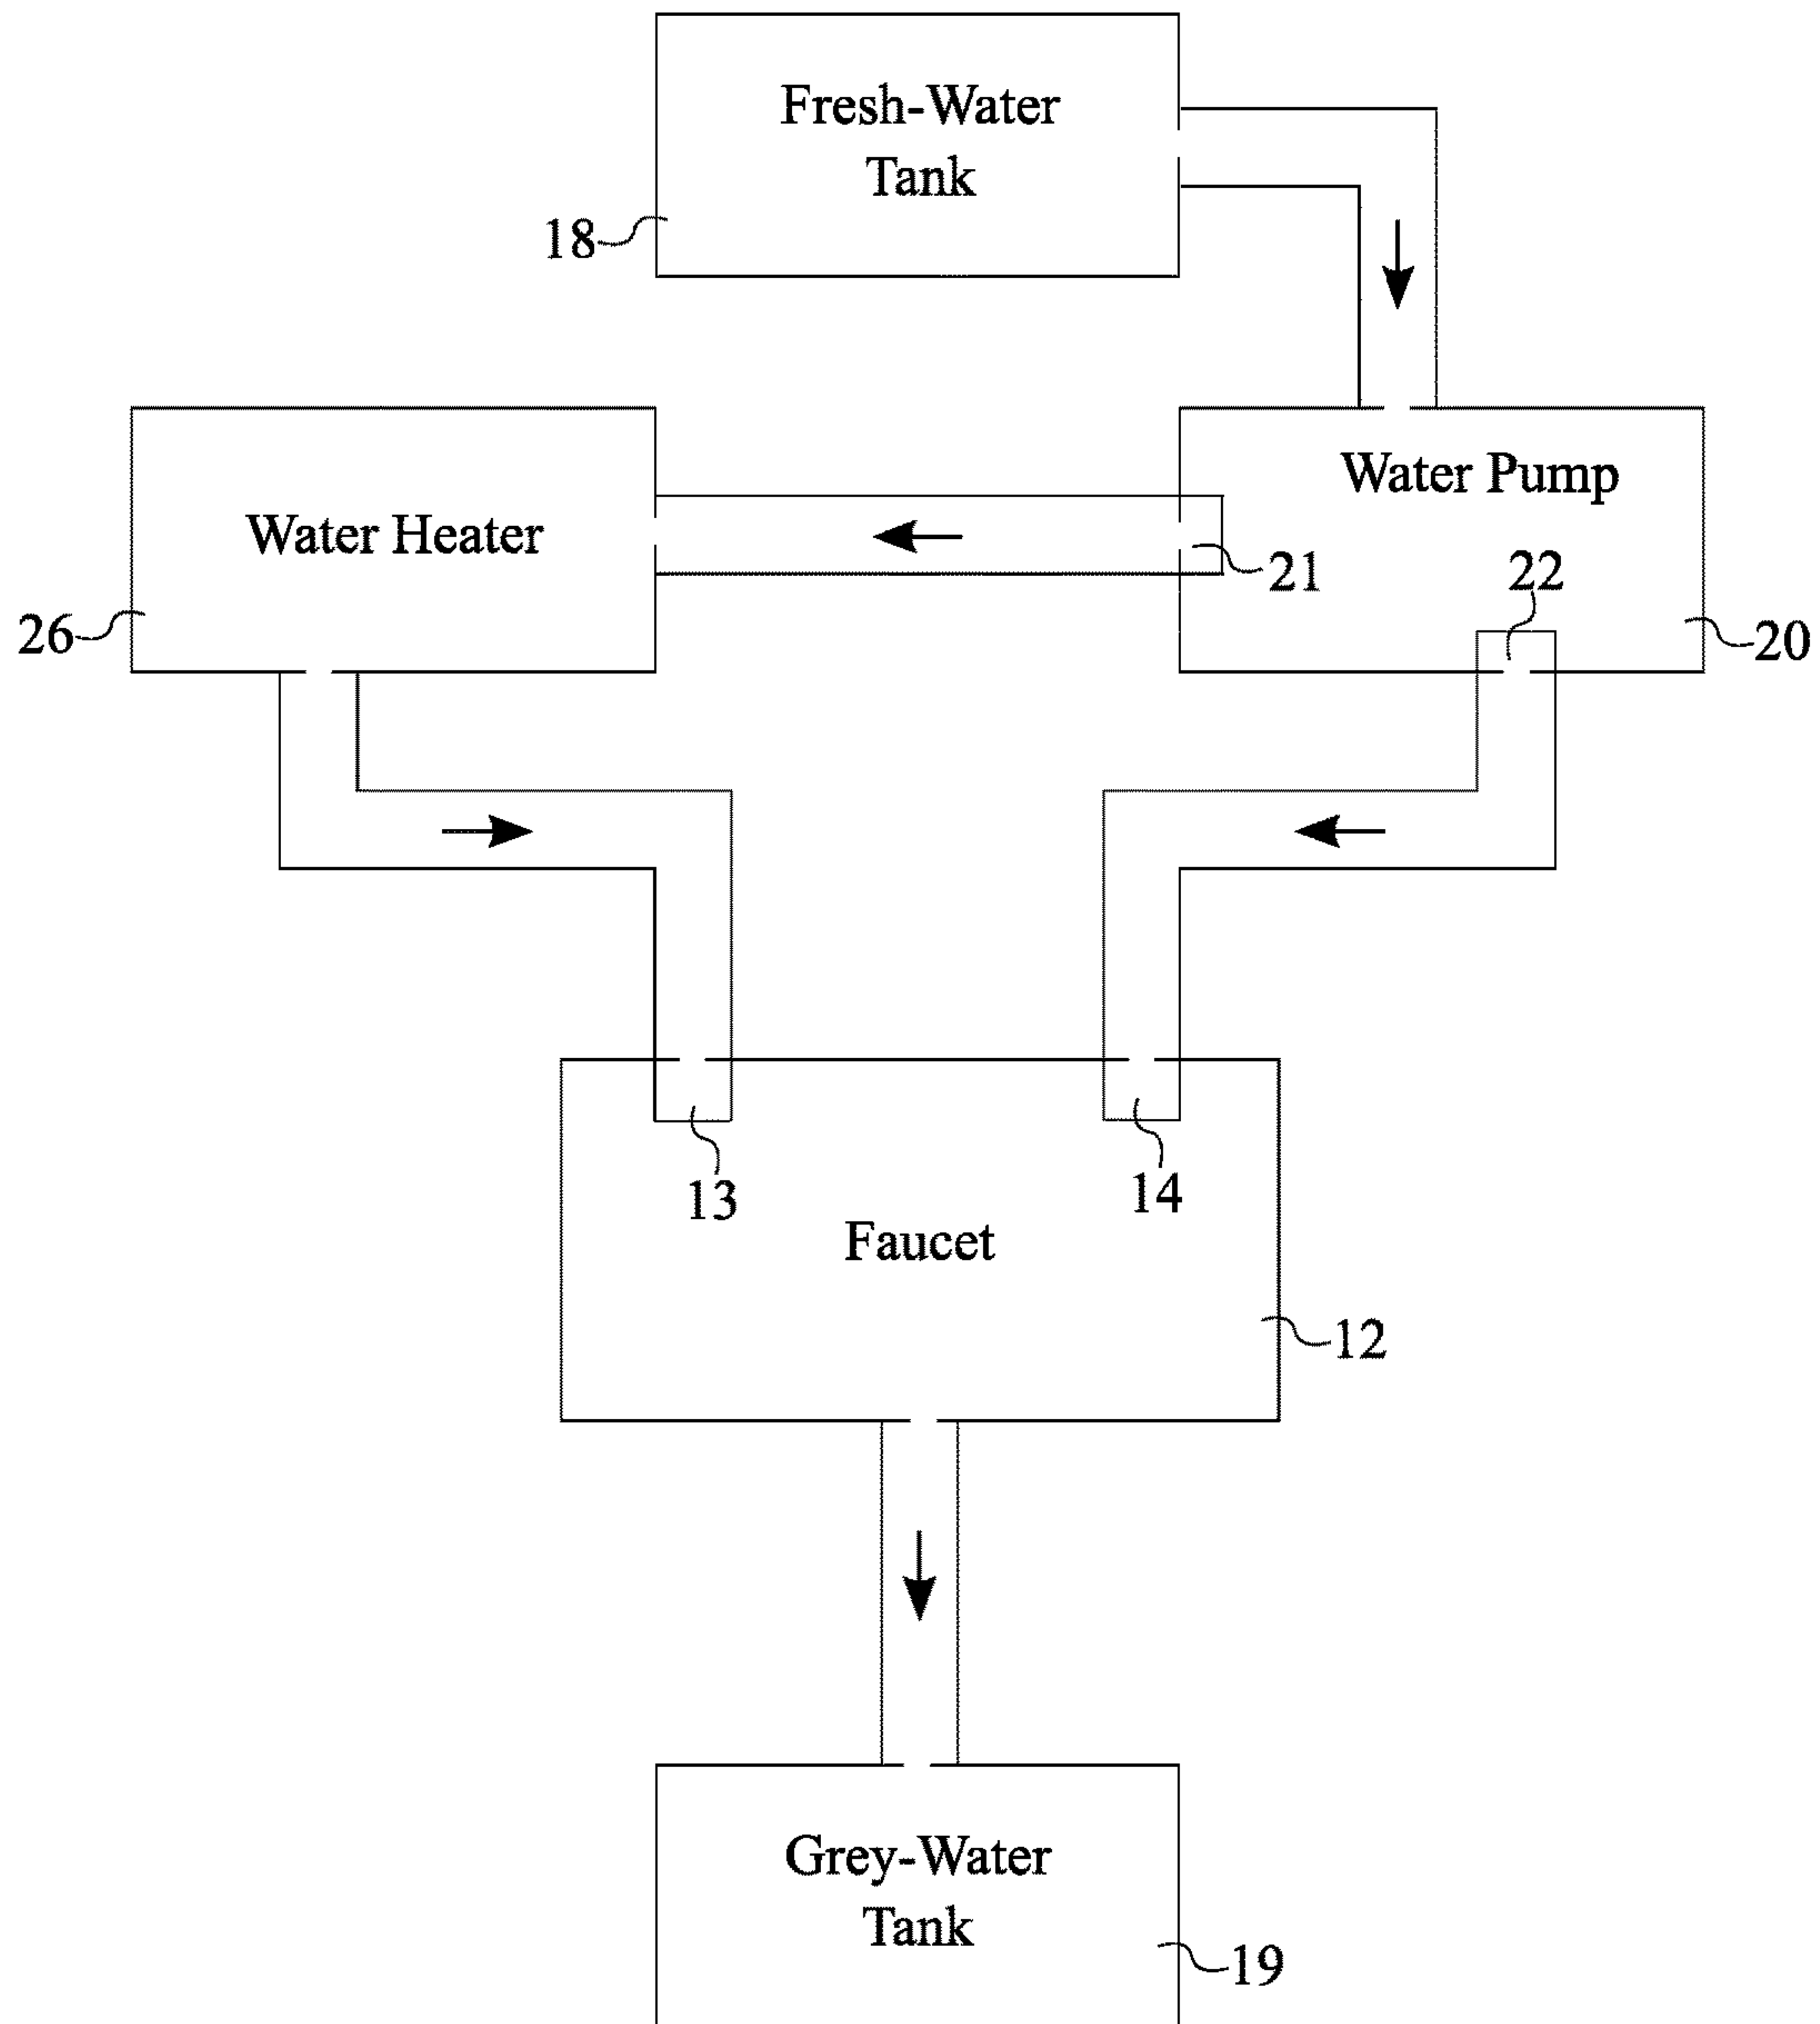 Fresh-Water
Tank
18
Water Pump
Water Heater
21
22
26
20
13
14
Faucet
12
Grey-Water
Tank
19